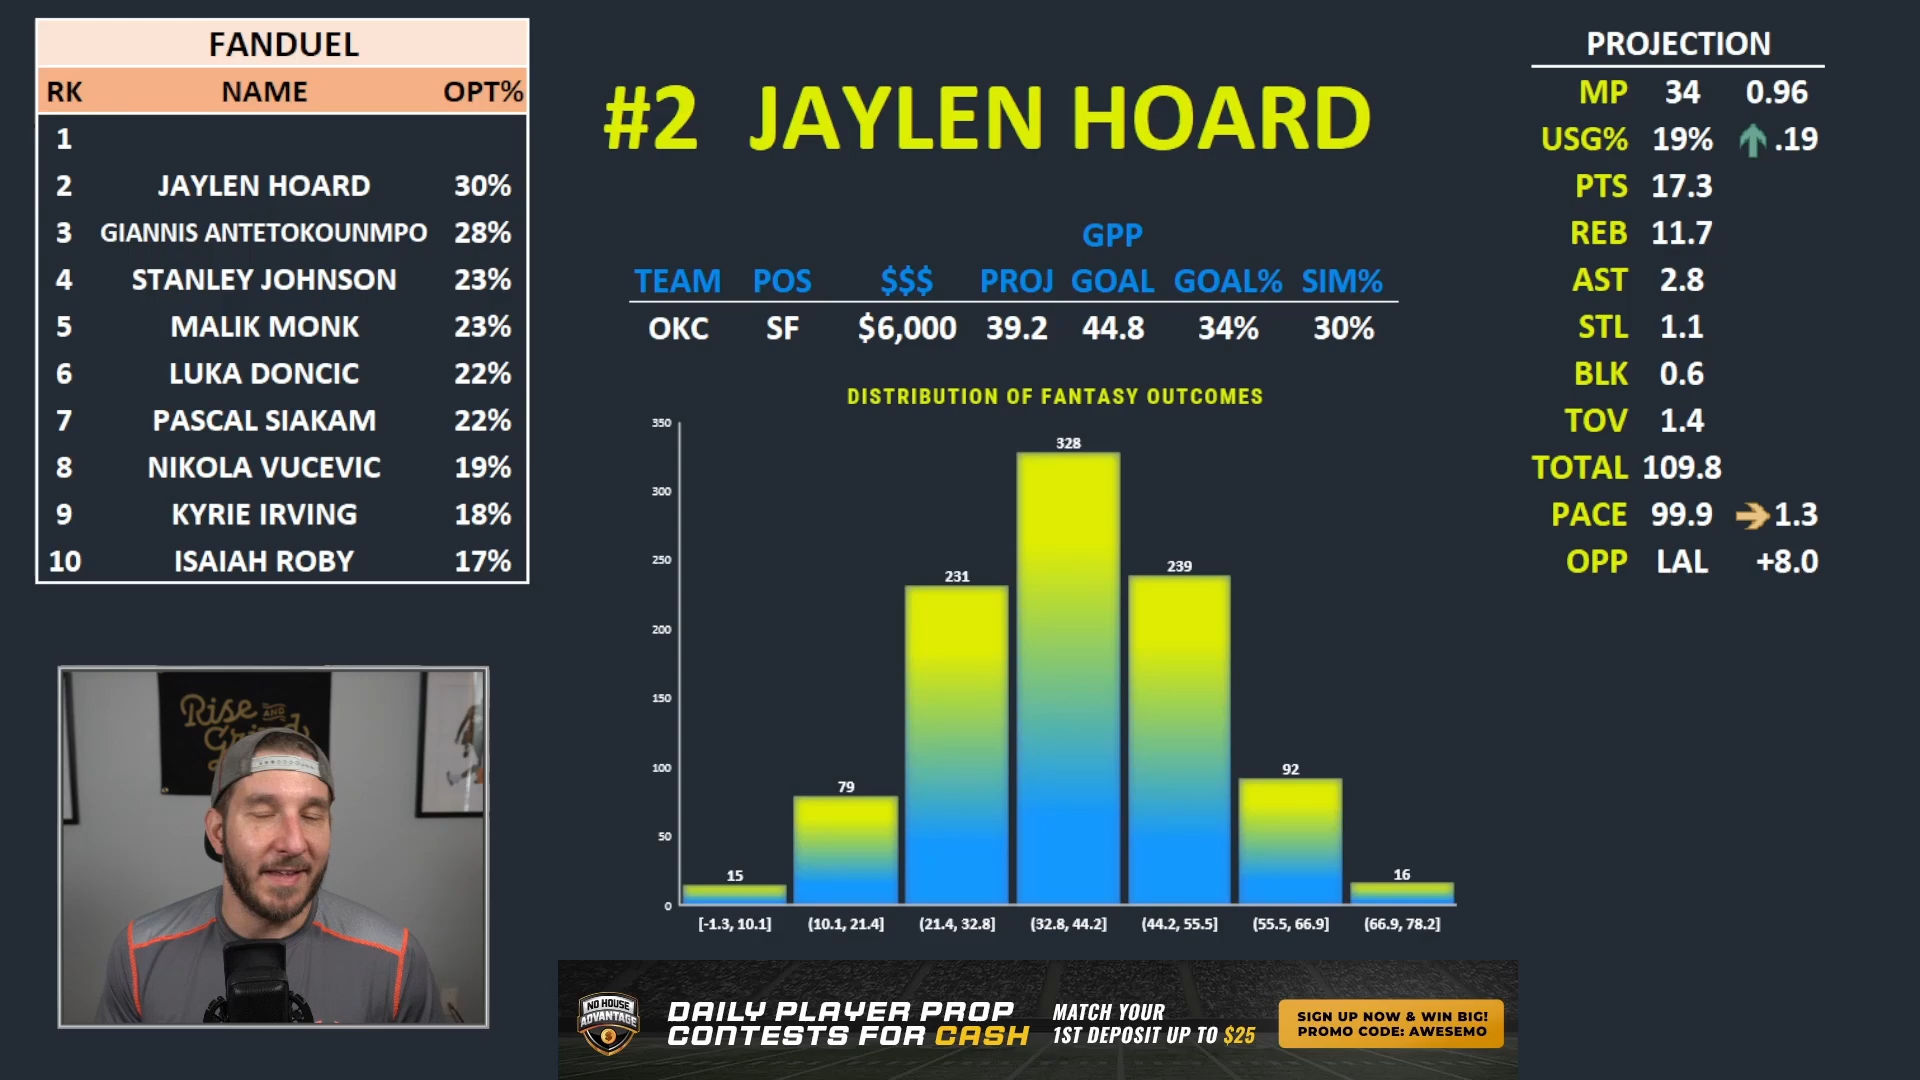 FANDUEL
RK NAME OPT%
1
2 JAYLEN HOARD 30%
3 GIANNIS ANTETOKOUNMPO 28%
4 STANLEY JOHNSON 23%
5 MALIK MONK 23%
6 LUKA DONCIC 22%
7 PASCAL SIAKAM 22%
8 NIKOLA VUCEVIC 19%
9 KYRIE IRVING 18%
10 ISAIAH ROBY 17%
Rise AND
Grind
#2 JAYLEN HOARD
GPP
TEAM POS $$$ PROJ GOAL GOAL% SIM%
OKC SF $6,000 39.2 44.8 34% 30%
DISTRIBUTION OF FANTASY OUTCOMES
350
300
250
200
150
100
50
0
15 79 231 328 239 92 16
[-1.3, 10.1] (10.1, 21.4] (21.4, 32.8] (32.8, 44.2] (44.2, 55.5] (55.5, 66.9] (66.9, 78.2]
PROJECTION
MP 34 0.96
USG% 19% .19
PTS 17.3
REB 11.7
AST 2.8
STL 1.1
BLK 0.6
TOV 1.4
TOTAL 109.8
PACE 99.9 1.3
OPP LAL +8.0
NO HOUSE
ADVANTAGE
DAILY PLAYER PROP
CONTESTS FOR CASH
MATCH YOUR
1ST DEPOSIT UP TO $25
SIGN UP NOW & WIN BIG!
PROMO CODE: AWESEMO